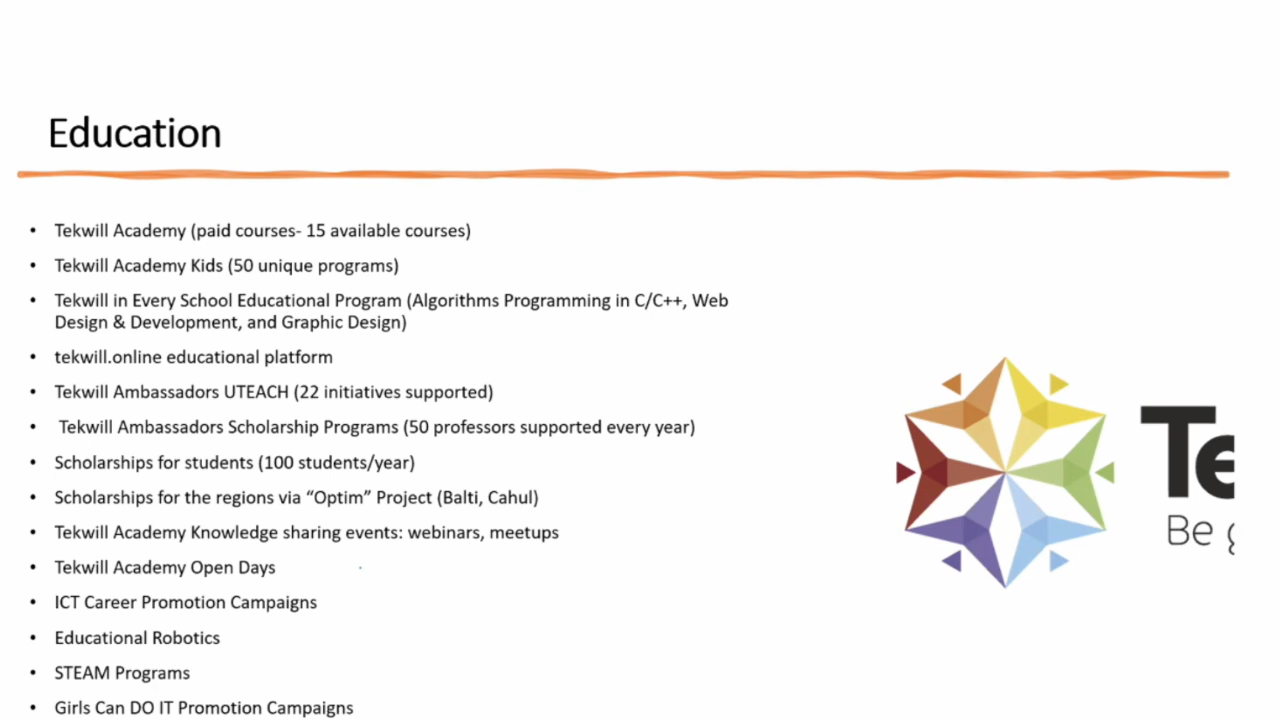 Education
• Tekwill Academy (paid courses- 15 available courses)
• Tekwill Academy Kids (50 unique programs)
• Tekwill in Every School Educational Program (Algorithms Programming in C/C++, Web
Design & Development, and Graphic Design)
• tekwill.online educational platform
• Tekwill Ambassadors UTEACH (22 initiatives supported)
• Tekwill Ambassadors Scholarship Programs (50 professors supported every year)
• Scholarships for students (100 students/year)
• Scholarships for the regions via “Optim” Project (Balti, Cahul)
• Tekwill Academy Knowledge sharing events: webinars, meetups
• Tekwill Academy Open Days
• ICT Career Promotion Campaigns
• Educational Robotics
• STEAM Programs
• Girls Can DO IT Promotion Campaigns
Te
Be